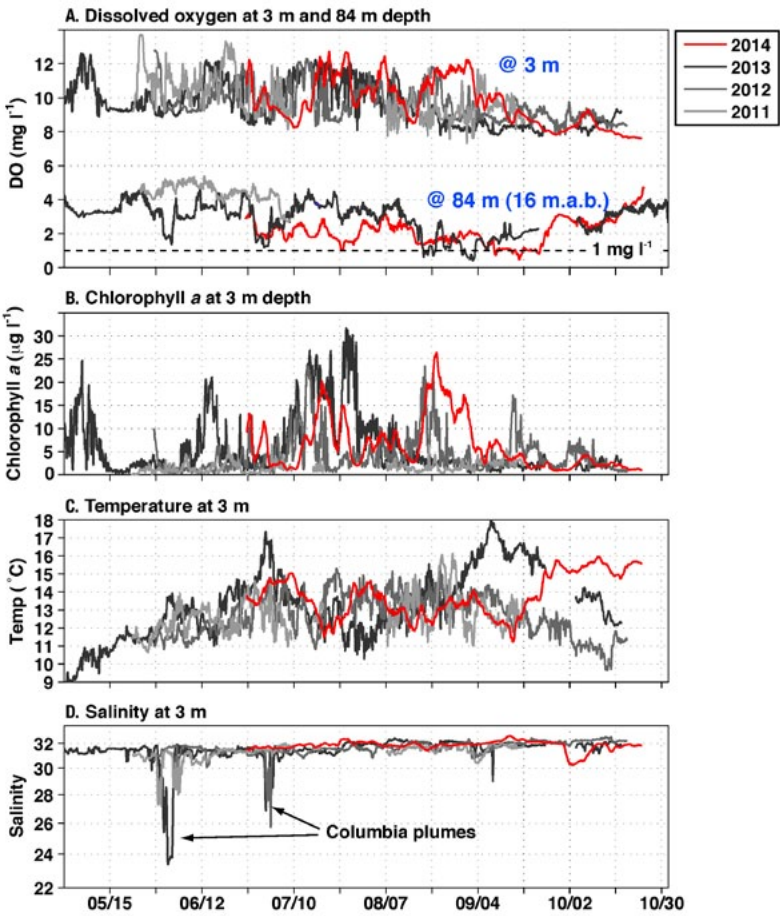 A. Dissolved oxygen at 3 m and 84 m depth
DO (mg l⁻¹)
12
10
8
6
4
2
0
@ 3 m
@ 84 m (16 m.a.b.)
1 mg l⁻¹
2014
2013
2012
2011
B. Chlorophyll a at 3 m depth
Chlorophyll a (μg l⁻¹)
30
25
20
15
10
5
0
C. Temperature at 3 m
Temp (°C)
18
17
16
15
14
13
12
11
10
9
D. Salinity at 3 m
Salinity
32
30
28
26
24
22
Columbia plumes
05/15 06/12 07/10 08/07 09/04 10/02 10/30